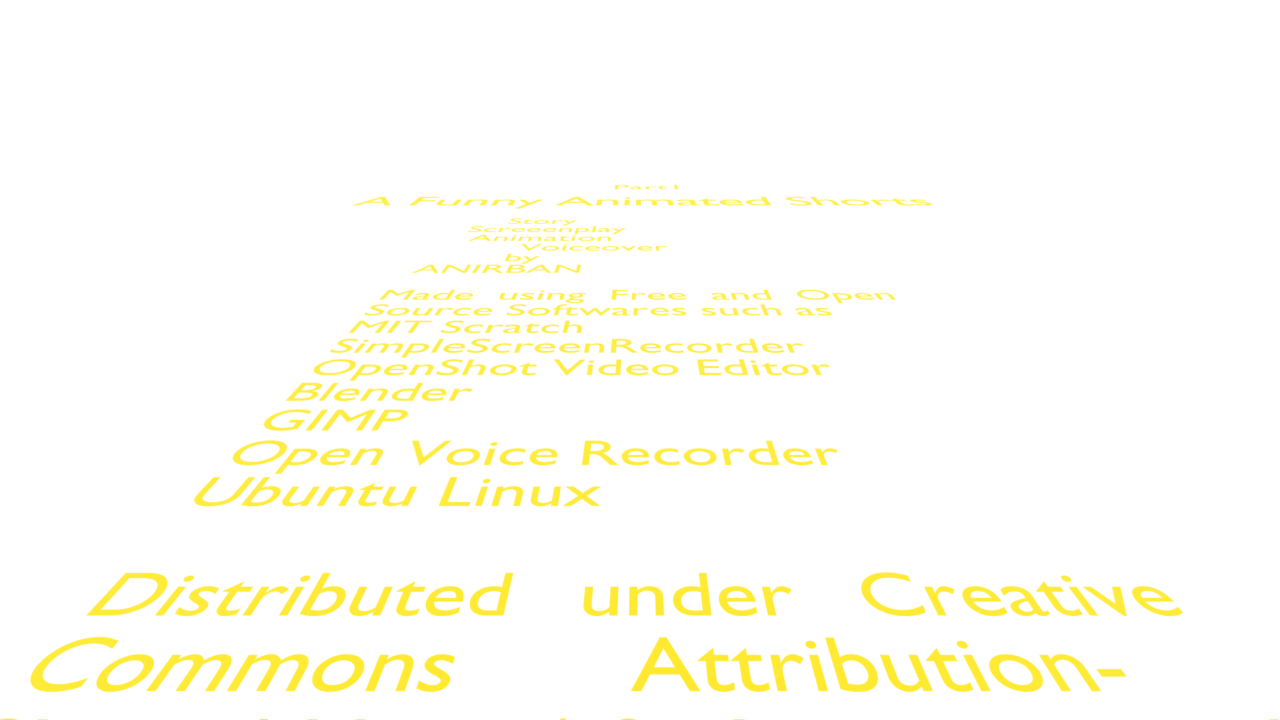 Part I
A Funny Animated Shorts
Story
Screeenplay
Animation
Voiceover
by
ANIRBAN
Made using Free and Open
Source Softwares such as
MIT Scratch
SimpleScreenRecorder
OpenShot Video Editor
Blender
GIMP
Open Voice Recorder
Ubuntu Linux
Distributed under Creative
Commons Attribution-